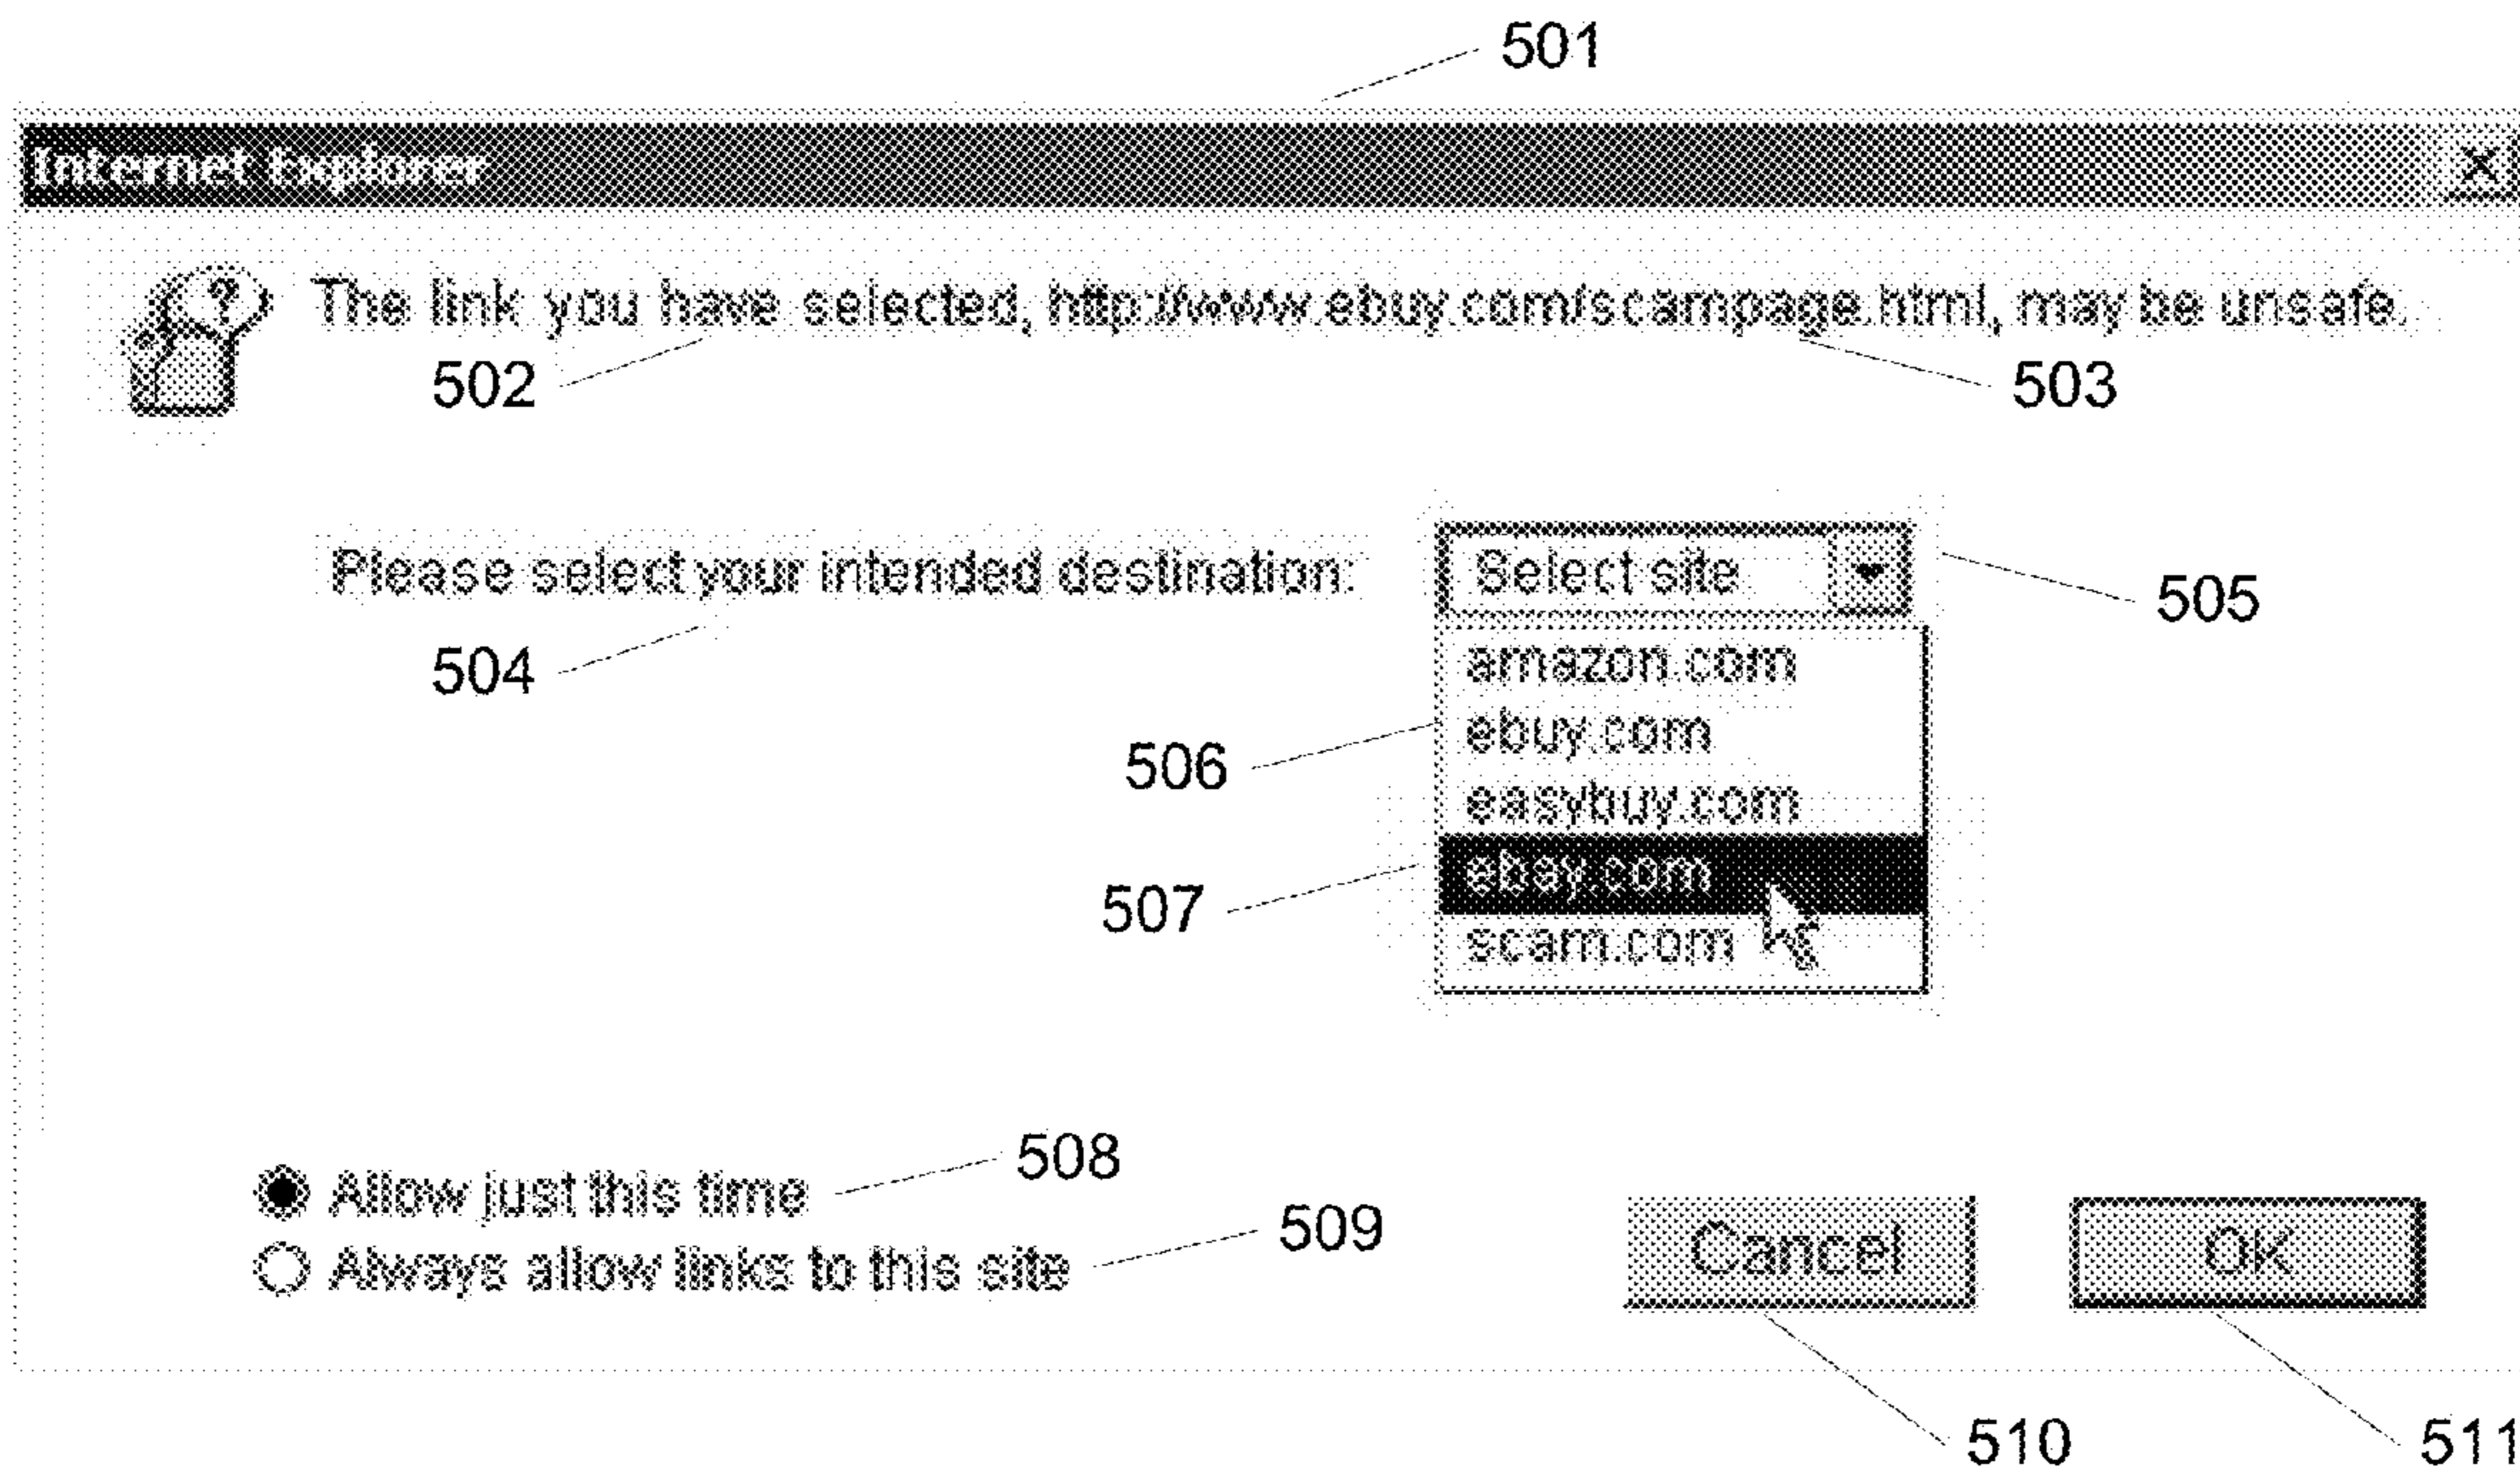 501
Internet Explorer
? The link you have selected, http://www.ebuy.com/scampage.html, may be unsafe.
502 503
Please select your intended destination: Select site
505
504
amazon.com
506 ebuy.com
easybuy.com
507 ebay.com
scam.com
508
Allow just this time
509
Always allow links to this site
Cancel OK
510 511